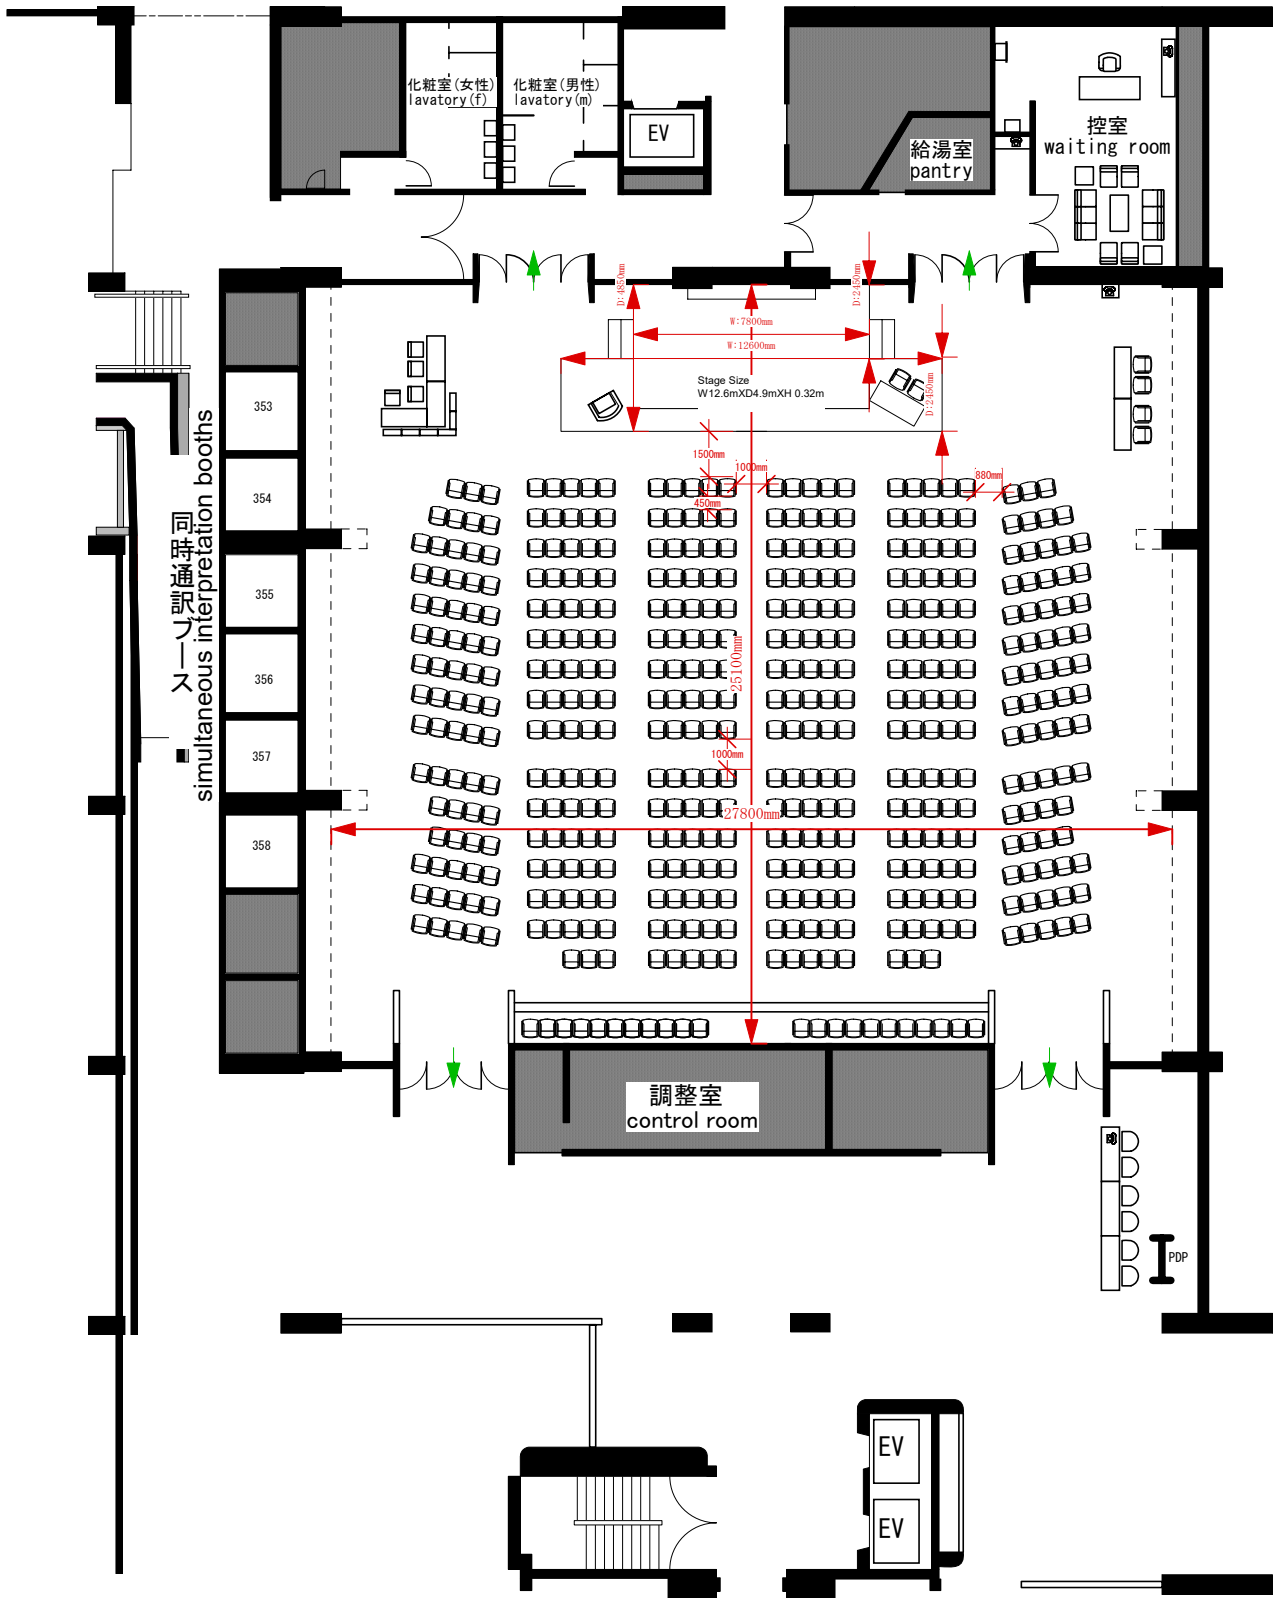 化粧室(女性)
lavatory(f)
化粧室(男性)
lavatory(m)
EV
給湯室
pantry
控室
waiting room
D:4850mm
D:2450mm
W:7800mm
W:12600mm
Stage Size
W12.6mXD4.9mXH 0.32m
D:2450mm
1500mm
1000mm
880mm
450mm
353
354
355
356
357
358
同時通訳ブース
simultaneous interpretation booths
25100mm
1000mm
27800mm
調整室
control room
PDP
EV
EV